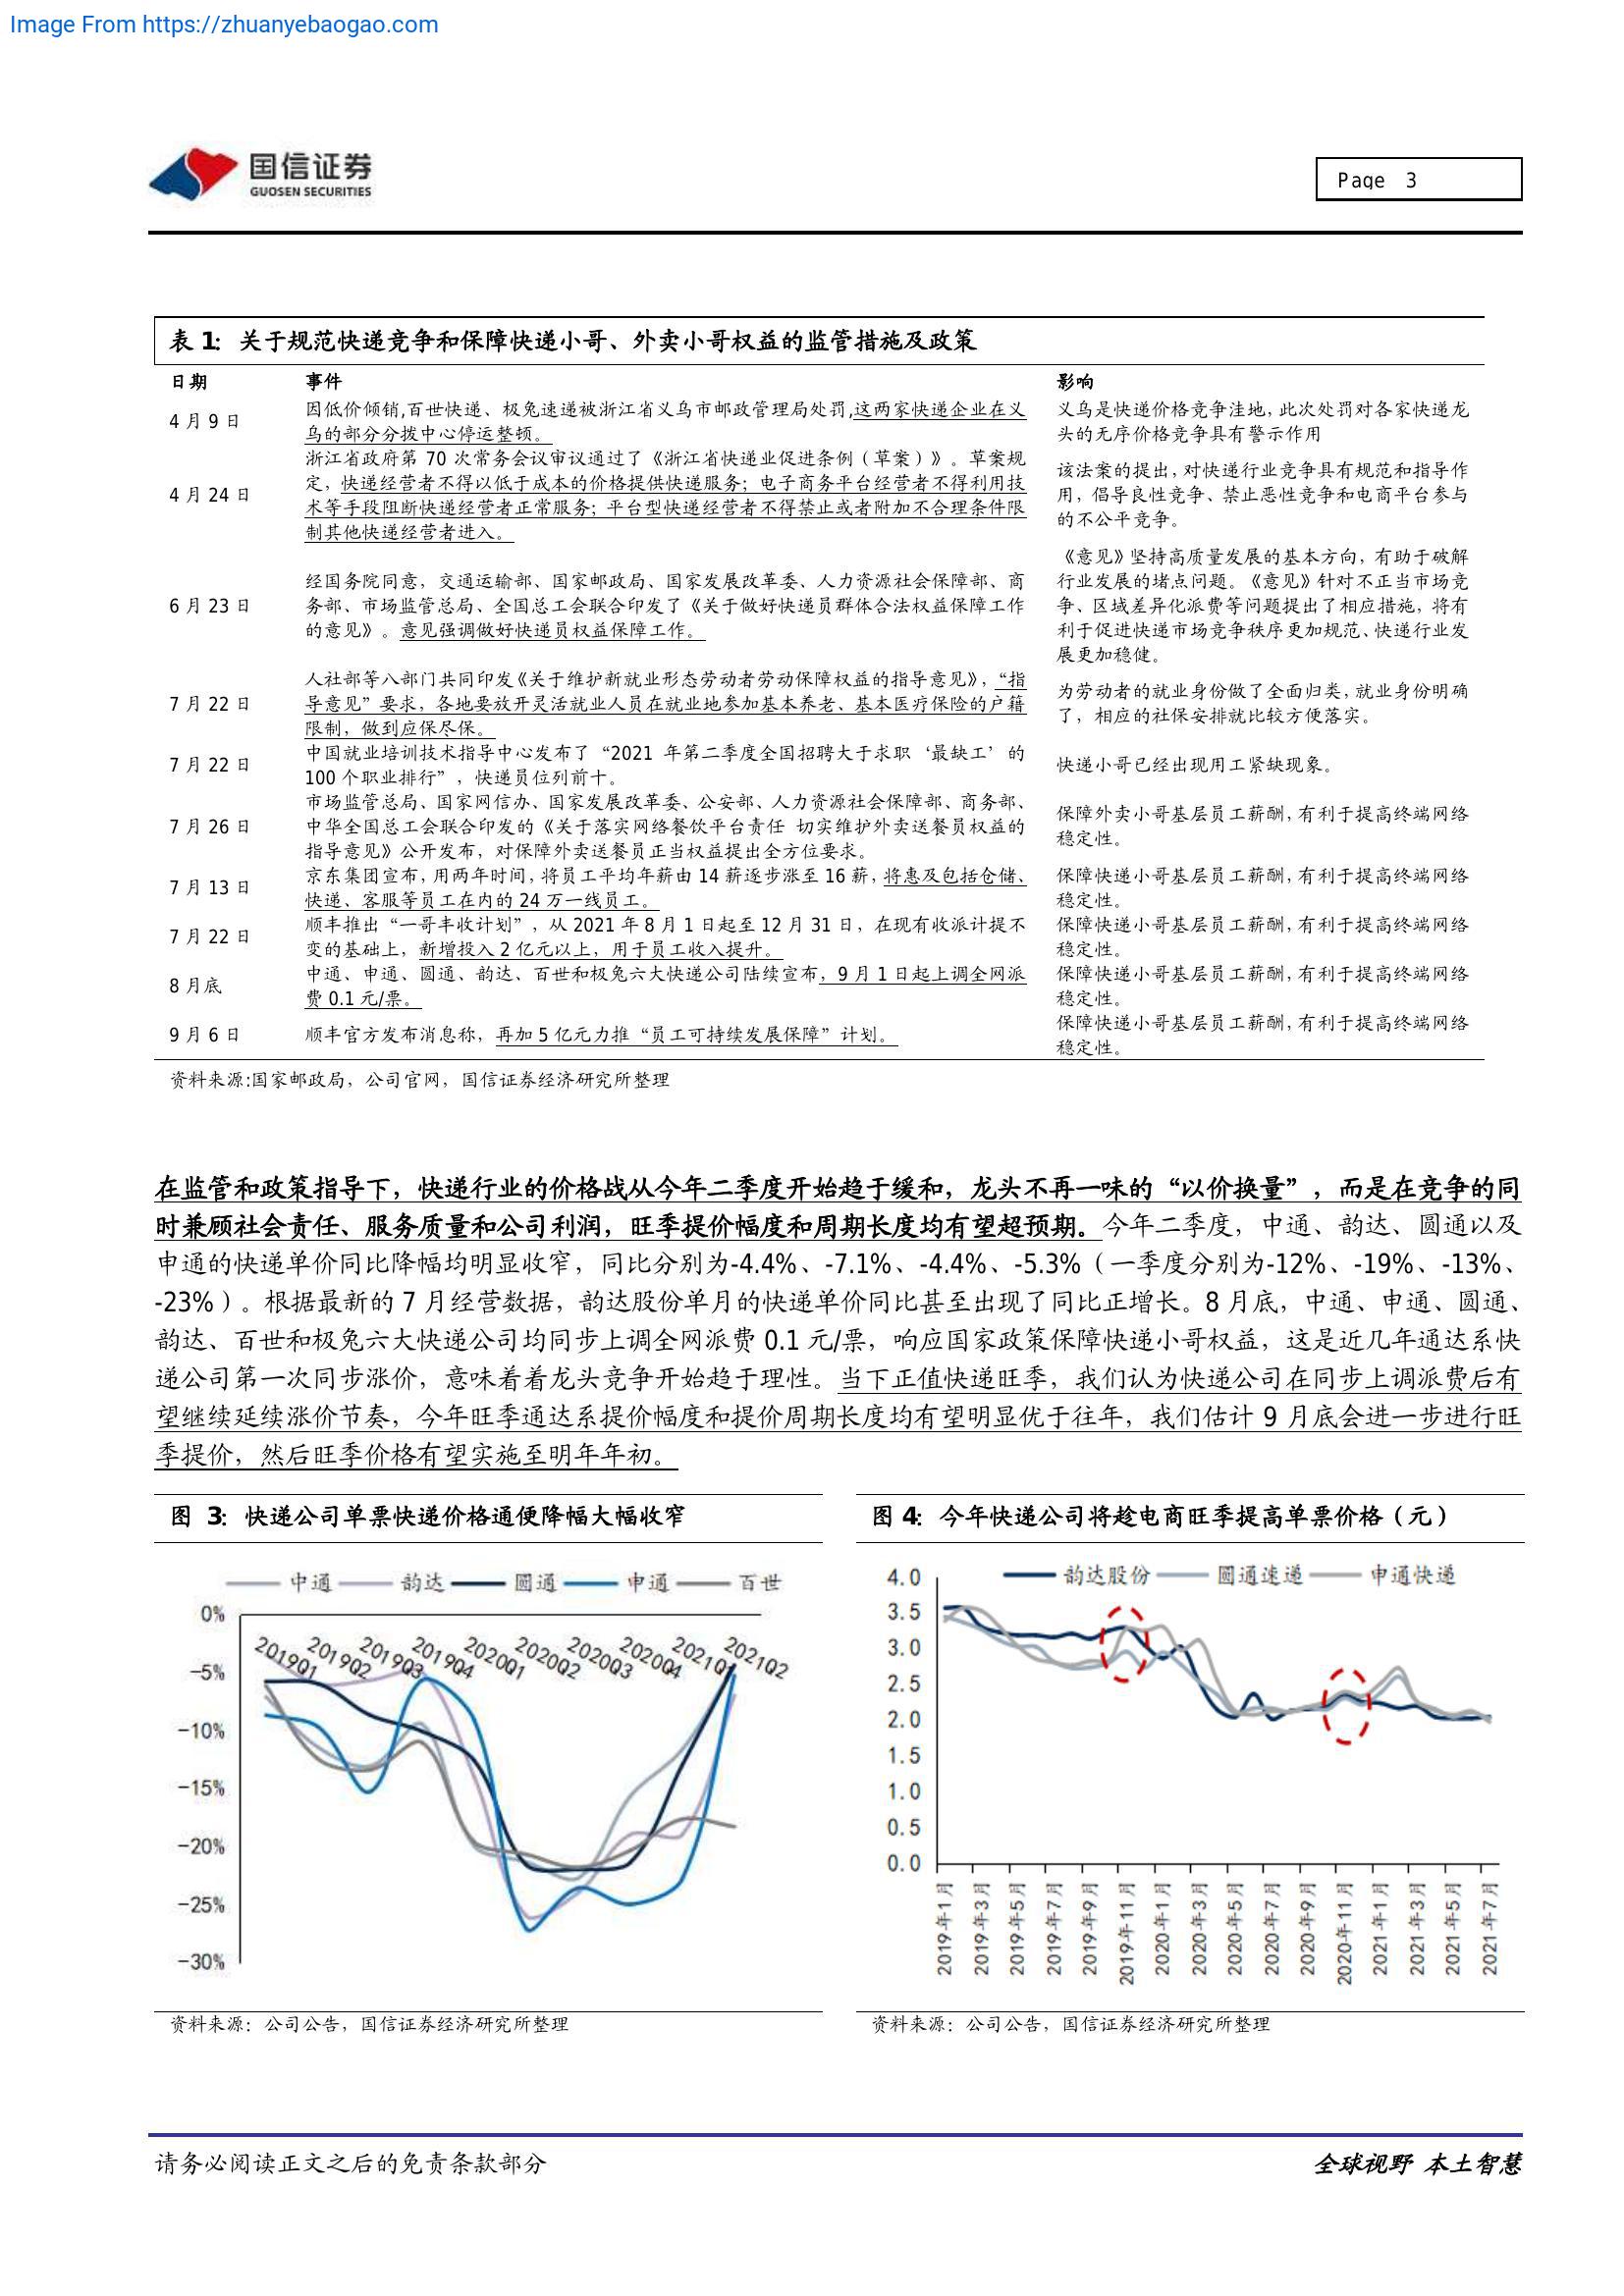 Image From https://zhuanyebaogao.com
国信证券
GUOSEN SECURITIES
Page 3
表 1: 关于规范快递竞争和保障快递小哥、外卖小哥权益的监管措施及政策
日期 事件 影响
4 月 9 日
因低价倾销,百世快递、极兔速递被浙江省义乌市邮政管理局处罚,这两家快递企业在义
乌的部分分拨中心停运整顿。
义乌是快递价格竞争洼地,此次处罚对各家快递龙
头的无序价格竞争具有警示作用
4 月 24 日
浙江省政府第 70 次常务会议审议通过了《浙江省快递业促进条例（草案）》。草案规
定，快递经营者不得以低于成本的价格提供快递服务；电子商务平台经营者不得利用技
术等手段阻断快递经营者正常服务；平台型快递经营者不得禁止或者附加不合理条件限
制其他快递经营者进入。
该法案的提出,对快递行业竞争具有规范和指导作
用，倡导良性竞争、禁止恶性竞争和电商平台参与
的不公平竞争。
6 月 23 日
经国务院同意，交通运输部、国家邮政局、国家发展改革委、人力资源社会保障部、商
务部、市场监管总局、全国总工会联合印发了《关于做好快递员群体合法权益保障工作
的意见》。意见强调做好快递员权益保障工作。
《意见》坚持高质量发展的基本方向，有助于破解
行业发展的堵点问题。《意见》针对不正当市场竞
争、区域差异化派费等问题提出了相应措施，将有
利于促进快递市场竞争秩序更加规范、快递行业发
展更加稳健。
7 月 22 日
人社部等八部门共同印发《关于维护新就业形态劳动者劳动保障权益的指导意见》，“指
导意见”要求，各地要放开灵活就业人员在就业地参加基本养老、基本医疗保险的户籍
限制，做到应保尽保。
为劳动者的就业身份做了全面归类,就业身份明确
了，相应的社保安排就比较方便落实。
7 月 22 日
中国就业培训技术指导中心发布了“2021 年第二季度全国招聘大于求职‘最缺工’的
100 个职业排行”，快递员位列前十。
快递小哥已经出现用工紧缺现象。
7 月 26 日
市场监管总局、国家网信办、国家发展改革委、公安部、人力资源社会保障部、商务部、
中华全国总工会联合印发的《关于落实网络餐饮平台责任 切实维护外卖送餐员权益的
指导意见》公开发布，对保障外卖送餐员正当权益提出全方位要求。
保障外卖小哥基层员工薪酬,有利于提高终端网络
稳定性。
7 月 13 日
京东集团宣布，用两年时间，将员工平均年薪由 14 薪逐步涨至 16 薪，将惠及包括仓储、
快递、客服等员工在内的 24 万一线员工。
保障快递小哥基层员工薪酬,有利于提高终端网络
稳定性。
7 月 22 日
顺丰推出“一哥丰收计划”，从 2021 年 8 月 1 日起至 12 月 31 日，在现有收派计提不
变的基础上，新增投入 2 亿元以上，用于员工收入提升。
保障快递小哥基层员工薪酬,有利于提高终端网络
稳定性。
8 月底
中通、申通、圆通、韵达、百世和极兔六大快递公司陆续宣布，9 月 1 日起上调全网派
费 0.1 元/票。
保障快递小哥基层员工薪酬,有利于提高终端网络
稳定性。
9 月 6 日
顺丰官方发布消息称，再加 5 亿元力推“员工可持续发展保障”计划。
保障快递小哥基层员工薪酬,有利于提高终端网络
稳定性。
资料来源:国家邮政局，公司官网，国信证券经济研究所整理
在监管和政策指导下，快递行业的价格战从今年二季度开始趋于缓和，龙头不再一味的“以价换量”，而是在竞争的同
时兼顾社会责任、服务质量和公司利润，旺季提价幅度和周期长度均有望超预期。今年二季度，中通、韵达、圆通以及
申通的快递单价同比降幅均明显收窄，同比分别为-4.4%、-7.1%、-4.4%、-5.3%（一季度分别为-12%、-19%、-13%、
-23%）。根据最新的 7 月经营数据，韵达股份单月的快递单价同比甚至出现了同比正增长。8 月底，中通、申通、圆通、
韵达、百世和极兔六大快递公司均同步上调全网派费 0.1 元/票，响应国家政策保障快递小哥权益，这是近几年通达系快
递公司第一次同步涨价，意味着着龙头竞争开始趋于理性。当下正值快递旺季，我们认为快递公司在同步上调派费后有
望继续延续涨价节奏，今年旺季通达系提价幅度和提价周期长度均有望明显优于往年，我们估计 9 月底会进一步进行旺
季提价，然后旺季价格有望实施至明年年初。
图 3: 快递公司单票快递价格通便降幅大幅收窄
中通 韵达 圆通 申通 百世
0%
-5%
-10%
-15%
-20%
-25%
-30%
2019Q1 2019Q2 2019Q3 2019Q4 2020Q1 2020Q2 2020Q3 2020Q4 2021Q1 2021Q2
资料来源：公司公告，国信证券经济研究所整理
图 4: 今年快递公司将趁电商旺季提高单票价格（元）
韵达股份 圆通速递 申通快递
4.0
3.5
3.0
2.5
2.0
1.5
1.0
0.5
0.0
2019年1月 2019年3月 2019年5月 2019年7月 2019年9月 2019年11月 2020年1月 2020年3月 2020年5月 2020年7月 2020年9月 2020年11月 2021年1月 2021年3月 2021年5月 2021年7月
资料来源：公司公告，国信证券经济研究所整理
请务必阅读正文之后的免责条款部分
全球视野 本土智慧